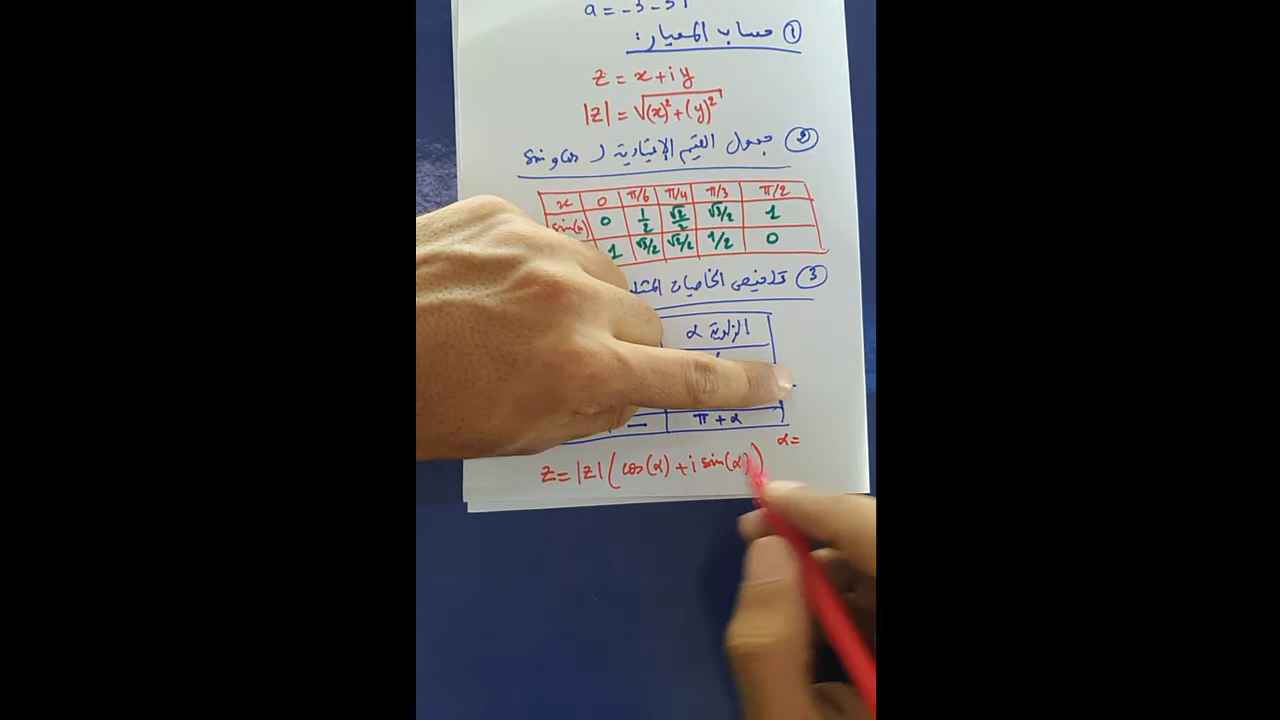 a = -3 - 3i
① حساب المعيار:
z = x + iy
|z| = √(x)² + (y)²
② جدول القيم الإعتيادية ل cos و sin
x 0 π/6 π/4 π/3 π/2
sin(x) 0 1/2 √2/2 √3/2 1
1 √3/2 √2/2 1/2 0
③ تلخيص الخاصيات
الزاوية α
— π + α
α =
z = |z| (cos(α) + i sin(α))